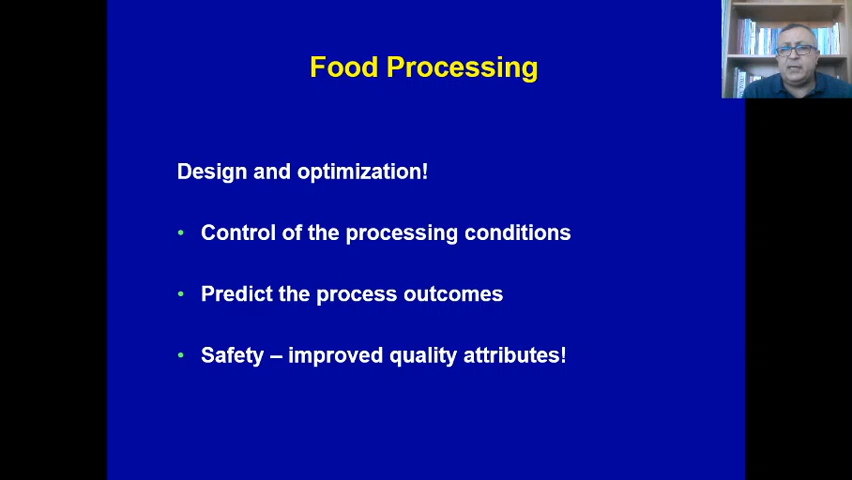 Food Processing
Design and optimization!
• Control of the processing conditions
• Predict the process outcomes
• Safety – improved quality attributes!